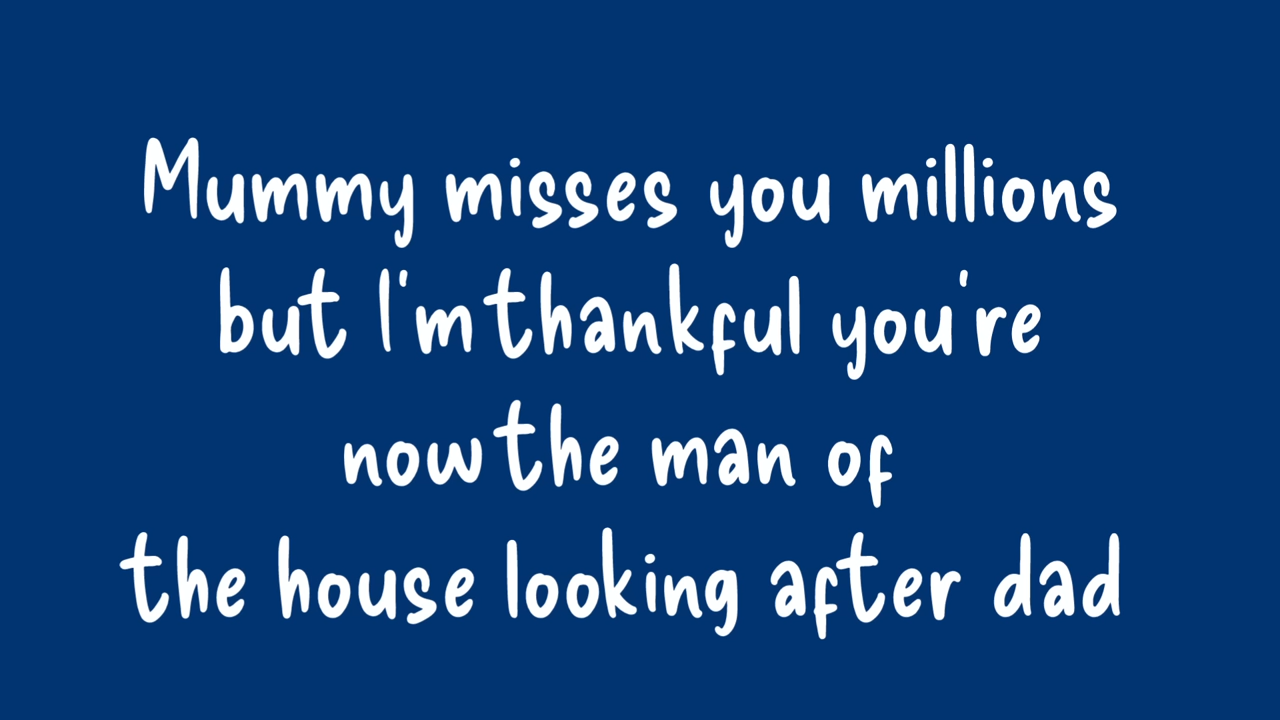 Mummy misses you millions
but I'm thankful you're
now the man of
the house looking after dad